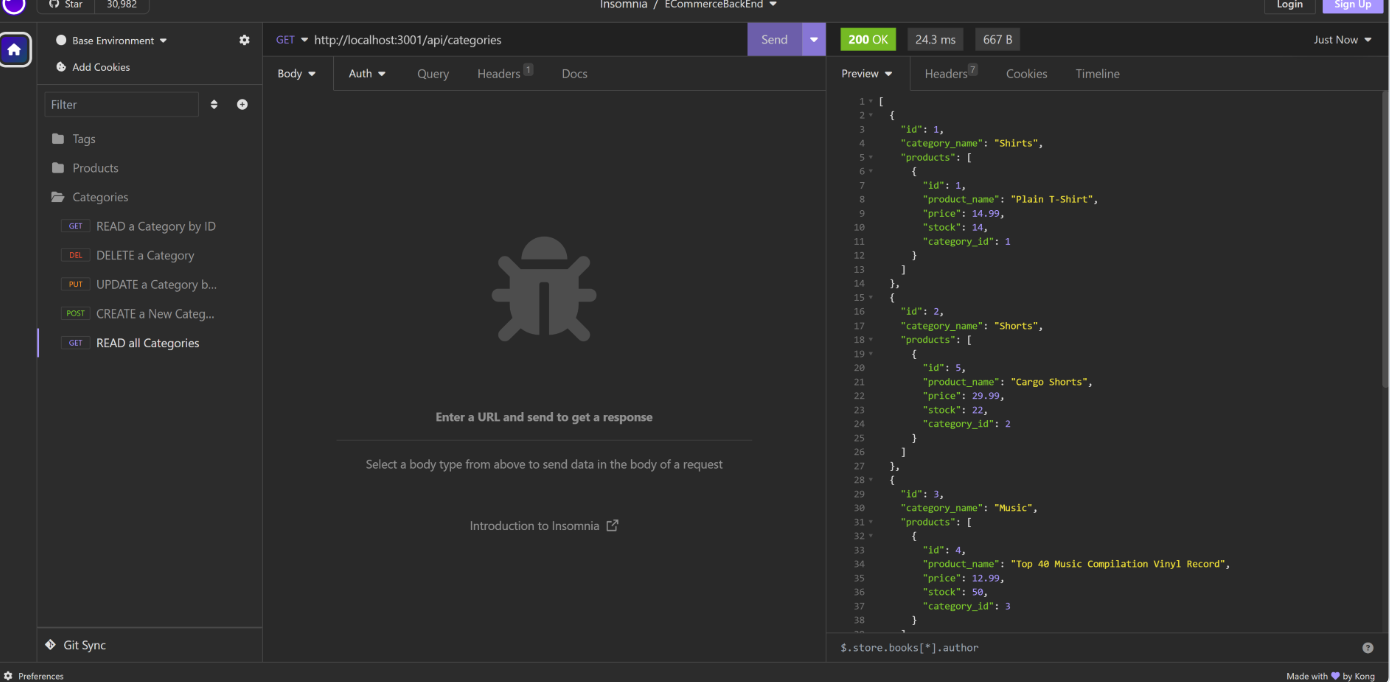 Star 30,982
Insomnia / ECommerceBackEnd
Login Sign Up
Base Environment
Add Cookies
Filter
Tags
Products
Categories
GET READ a Category by ID
DEL DELETE a Category
PUT UPDATE a Category b...
POST CREATE a New Categ...
GET READ all Categories
Git Sync
Preferences
GET http://localhost:3001/api/categories
Send
Body Auth Query Headers 1 Docs
Enter a URL and send to get a response
Select a body type from above to send data in the body of a request
Introduction to Insomnia
200 OK 24.3 ms 667 B Just Now
Preview Headers 7 Cookies Timeline
1 [
2 {
3 "id": 1,
4 "category_name": "Shirts",
5 "products": [
6 {
7 "id": 1,
8 "product_name": "Plain T-Shirt",
9 "price": 14.99,
10 "stock": 14,
11 "category_id": 1
12 }
13 ]
14 },
15 {
16 "id": 2,
17 "category_name": "Shorts",
18 "products": [
19 {
20 "id": 5,
21 "product_name": "Cargo Shorts",
22 "price": 29.99,
23 "stock": 22,
24 "category_id": 2
25 }
26 ]
27 },
28 {
29 "id": 3,
30 "category_name": "Music",
31 "products": [
32 {
33 "id": 4,
34 "product_name": "Top 40 Music Compilation Vinyl Record",
35 "price": 12.99,
36 "stock": 50,
37 "category_id": 3
38 }
$.store.books[*].author
Made with 💜 by Kong